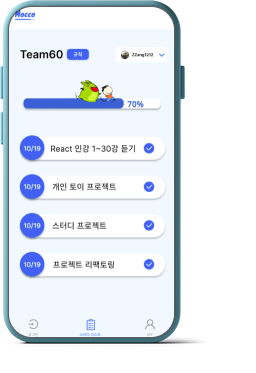 Mocco
Team60 규칙
ZZang1212
70%
10/19 React 인강 1~30강 듣기
10/19 개인 토이 프로젝트
10/19 스터디 프로젝트
10/19 프로젝트 리팩토링
MY